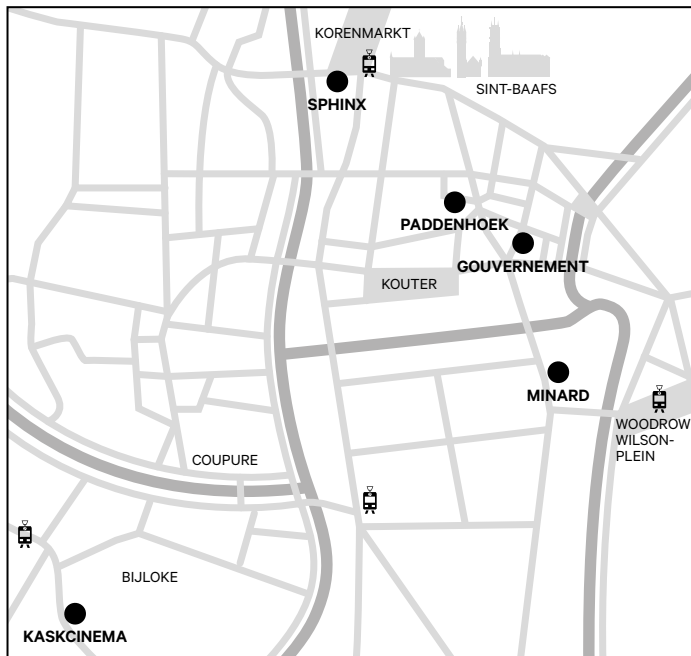 KORENMARKT
SPHINX
SINT-BAAFS
PADDENHOEK
GOUVERNEMENT
KOUTER
MINARD
WOODROW
WILSON-
PLEIN
COUPURE
BIJLOKE
KASKCINEMA